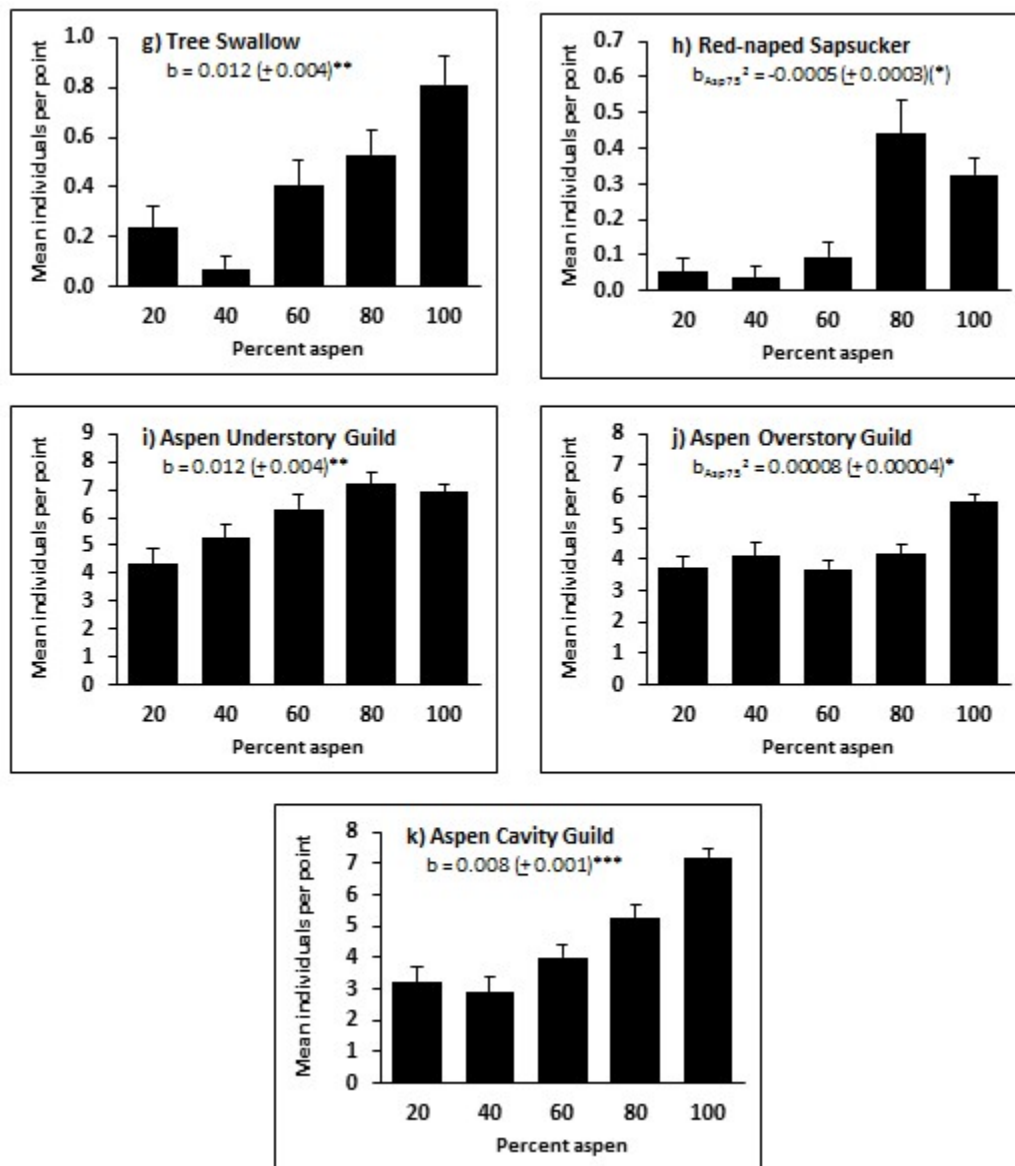 g) Tree Swallow
b = 0.012 (± 0.004)**
Mean individuals per point
1.0
0.8
0.6
0.4
0.2
0.0
20 40 60 80 100
Percent aspen
h) Red-naped Sapsucker
bAsp75² = -0.0005 (± 0.0003)(*)
Mean individuals per point
0.7
0.6
0.5
0.4
0.3
0.2
0.1
0.0
20 40 60 80 100
Percent aspen
i) Aspen Understory Guild
b = 0.012 (± 0.004)**
Mean individuals per point
9
8
7
6
5
4
3
2
1
0
20 40 60 80 100
Percent aspen
j) Aspen Overstory Guild
bAsp75² = 0.00008 (± 0.00004)*
Mean individuals per point
8
7
6
5
4
3
2
1
0
20 40 60 80 100
Percent aspen
k) Aspen Cavity Guild
b = 0.008 (± 0.001)***
Mean individuals per point
8
7
6
5
4
3
2
1
0
20 40 60 80 100
Percent aspen